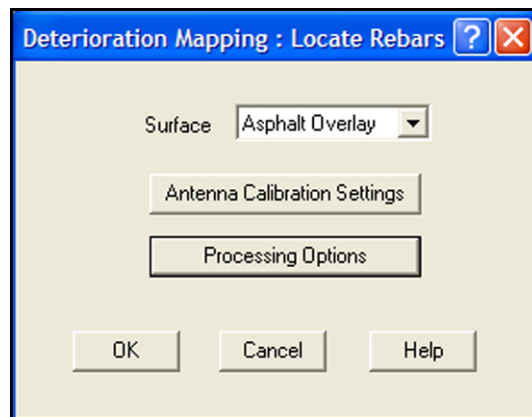 Deterioration Mapping : Locate Rebars ?
Surface Asphalt Overlay
Antenna Calibration Settings
Processing Options
OK Cancel Help